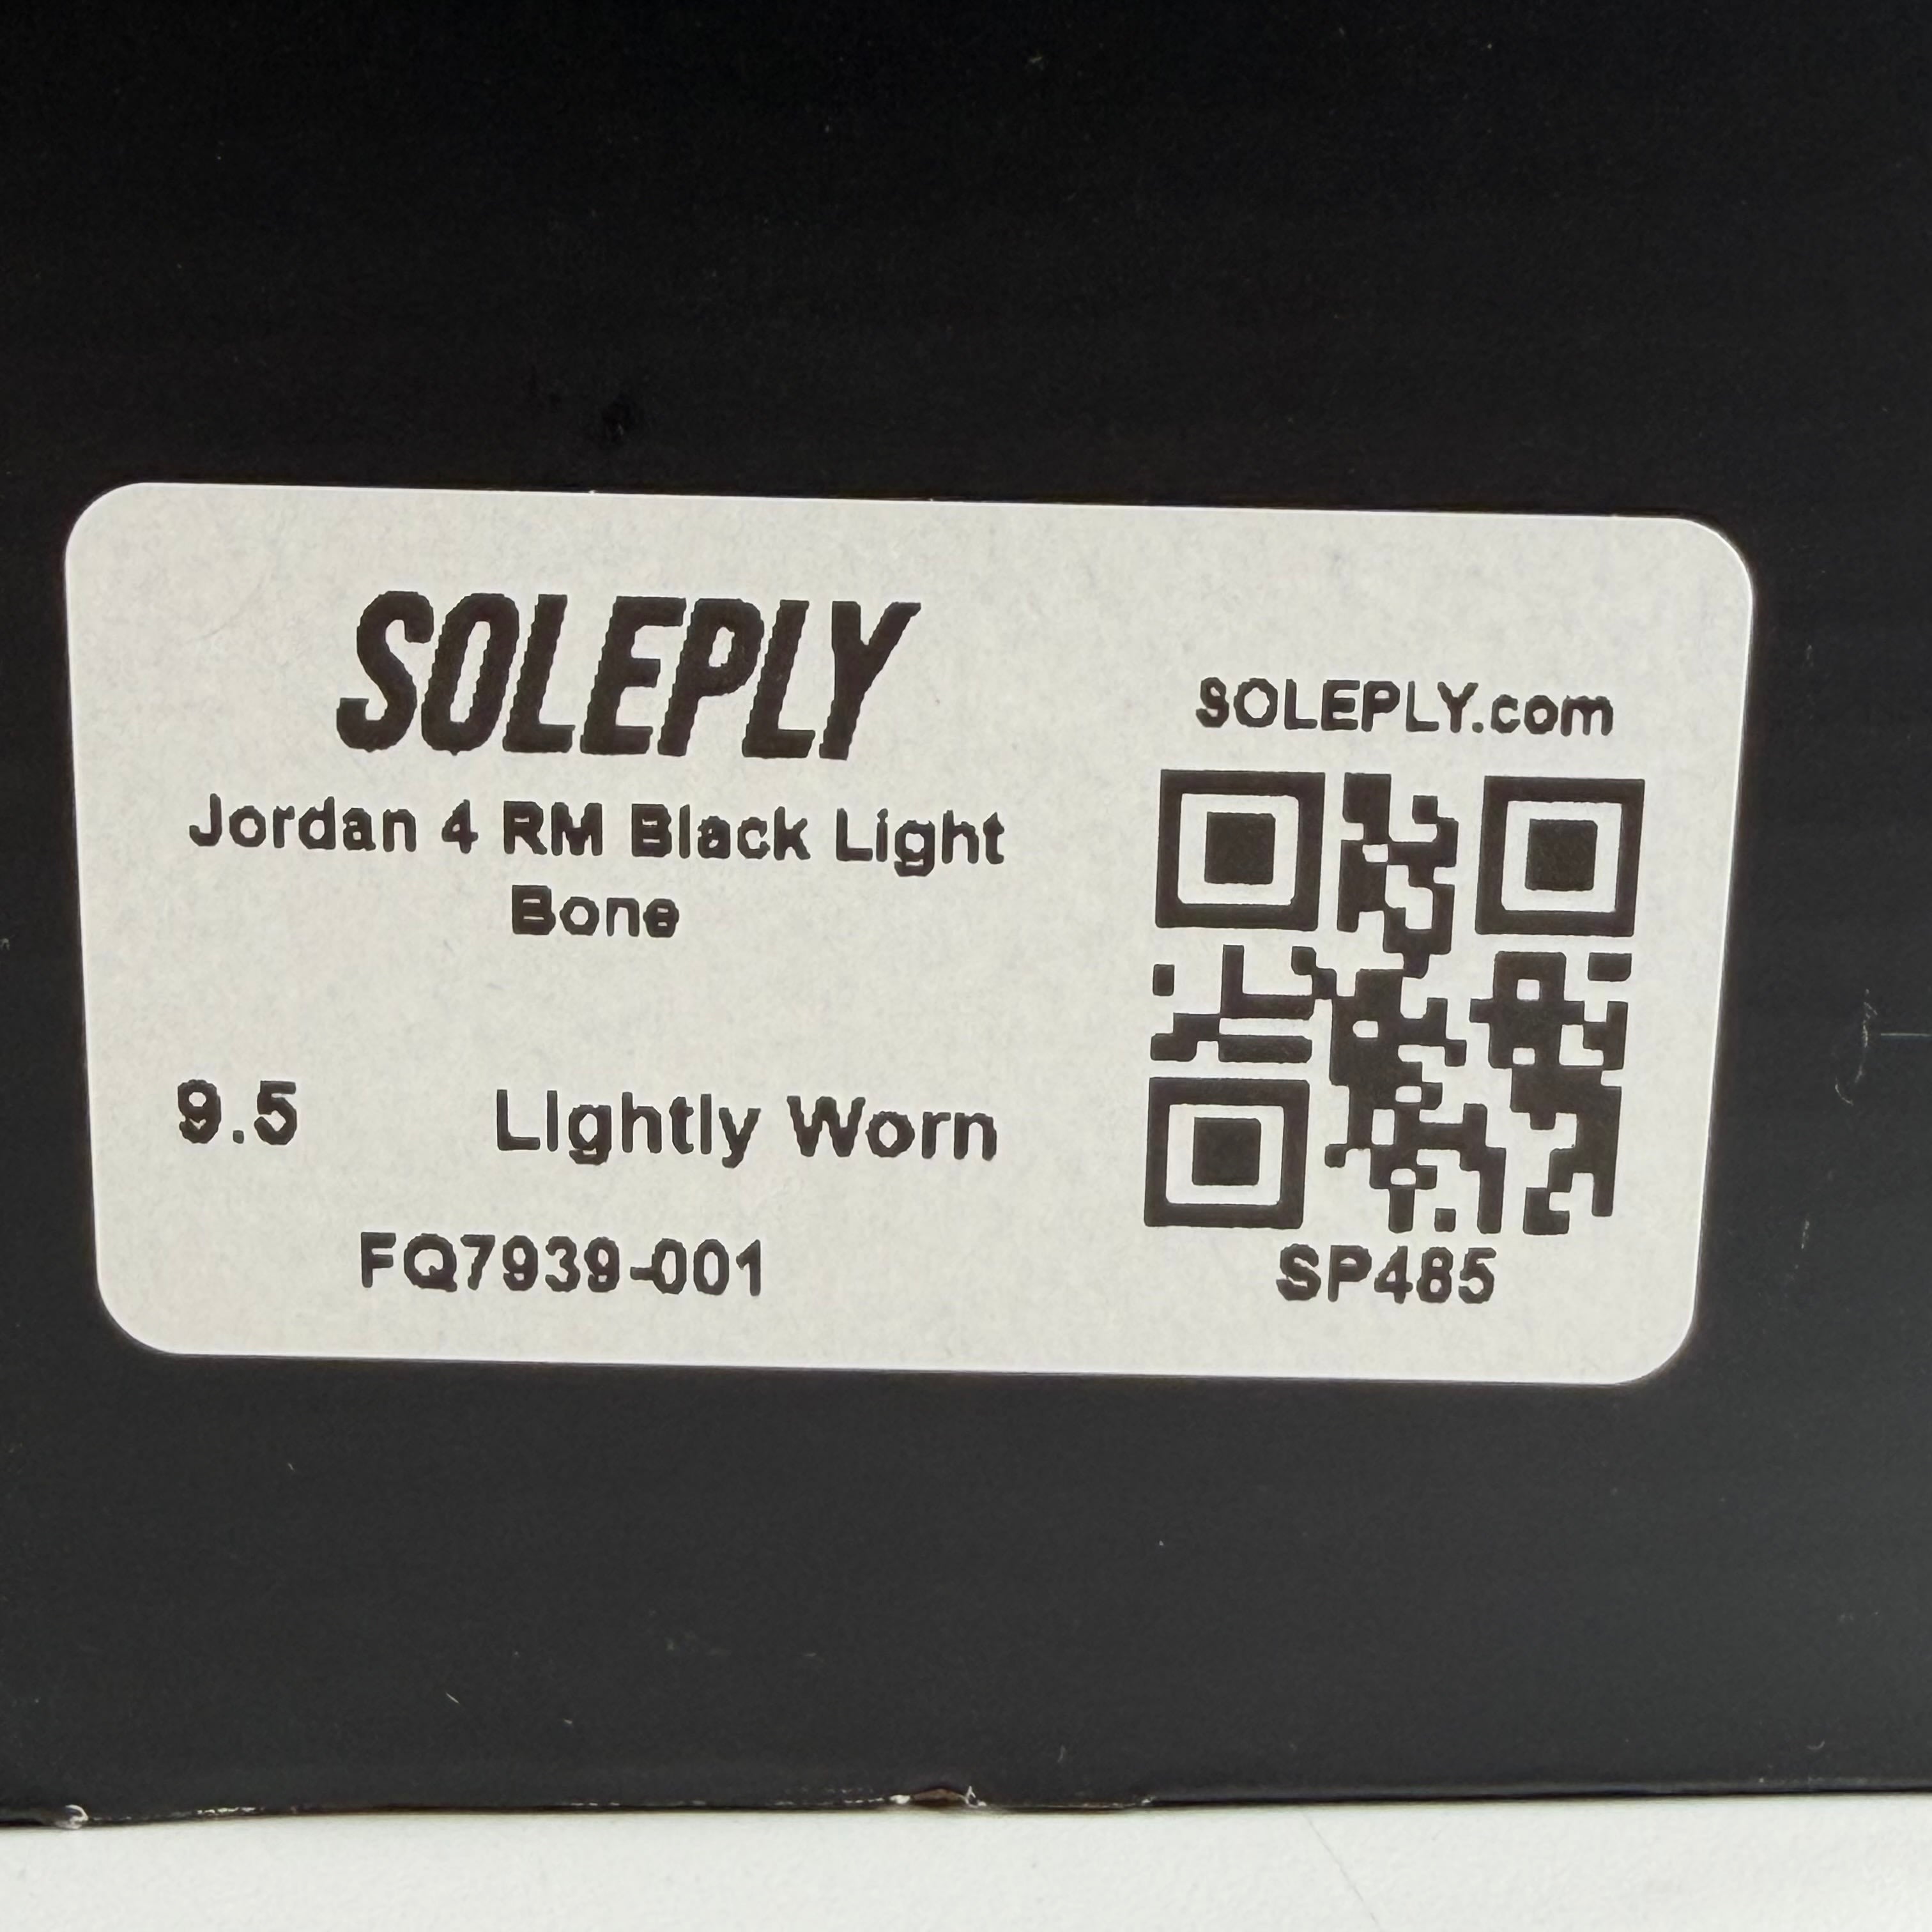 SOLEPLY
Jordan 4 RM Black Light
Bone
9.5 Lightly Worn
FQ7939-001
SOLEPLY.com
SP485